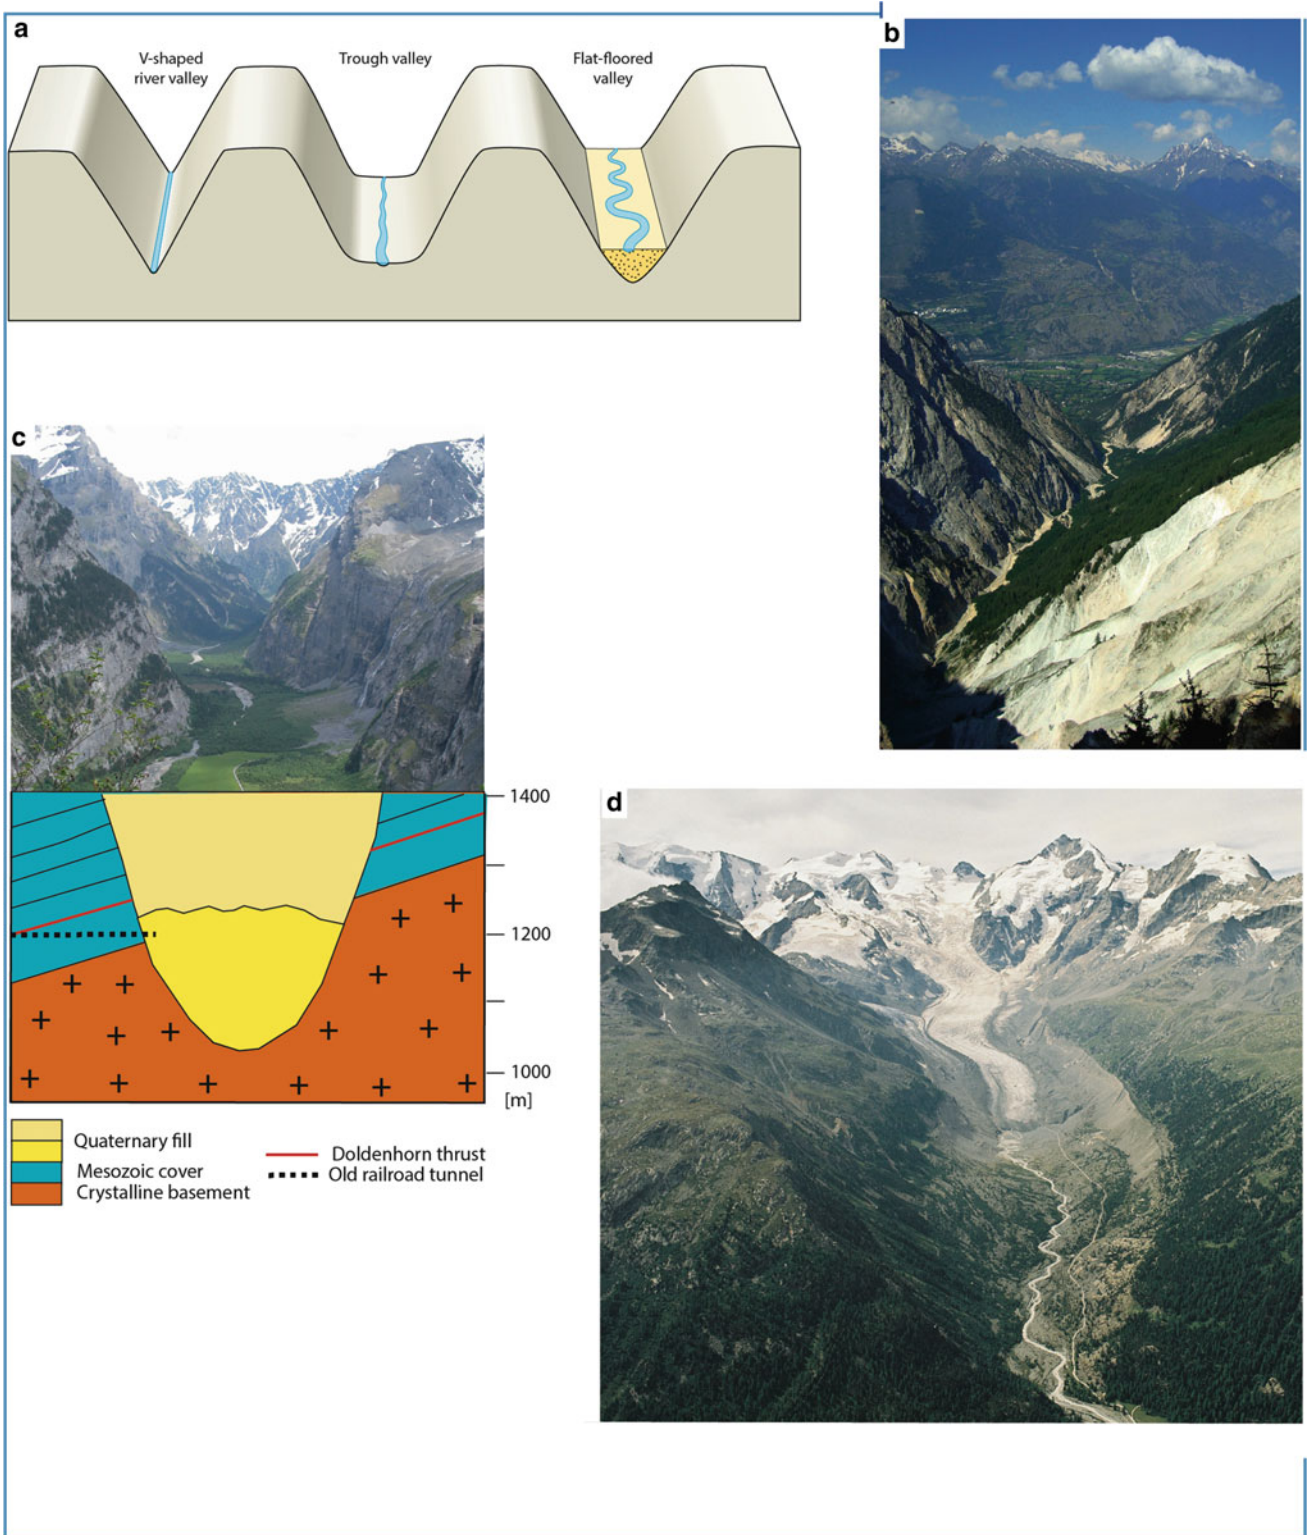 a
V-shaped
river valley
Trough valley
Flat-floored
valley
b
c
1400
1200
1000
[m]
Quaternary fill
Mesozoic cover
Crystalline basement
Doldenhorn thrust
Old railroad tunnel
d